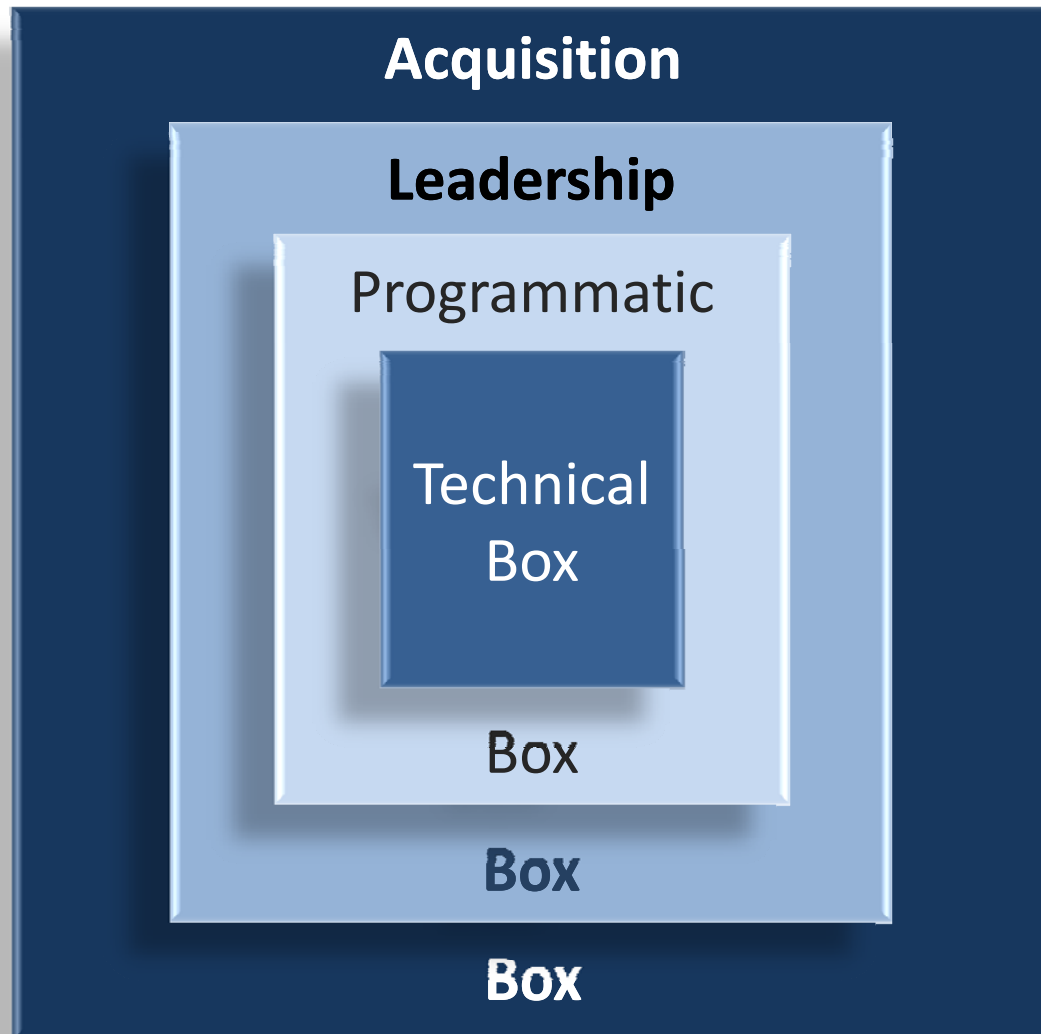 Acquisition
Leadership
Programmatic
Technical
Box
Box
Box
Box